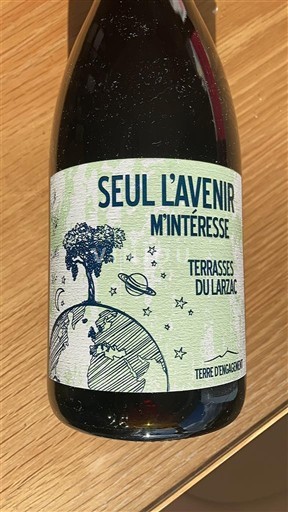 SEUL L'AVENIR
M'INTÉRESSE
TERRASSES
DU LARZAC
TERRE D'ENGAGEMENT